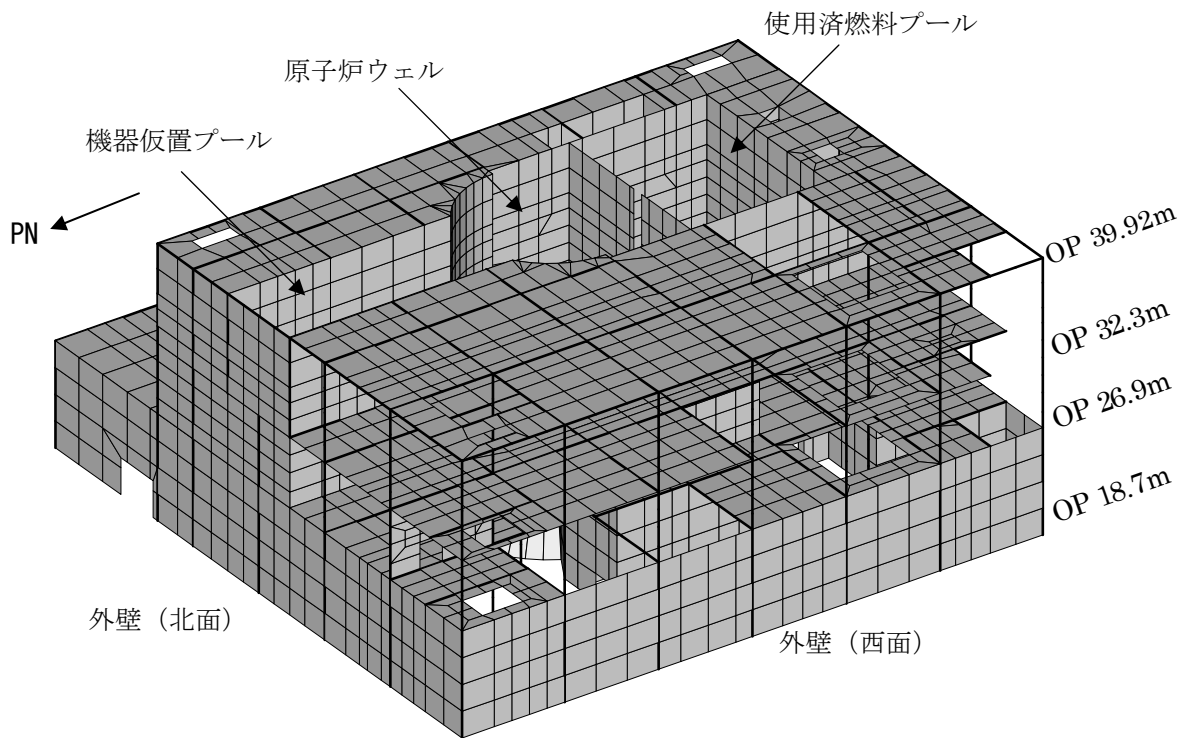 使用済燃料プール
原子炉ウェル
機器仮置プール
PN
OP 39.92m
OP 32.3m
OP 26.9m
OP 18.7m
外壁（北面）
外壁（西面）